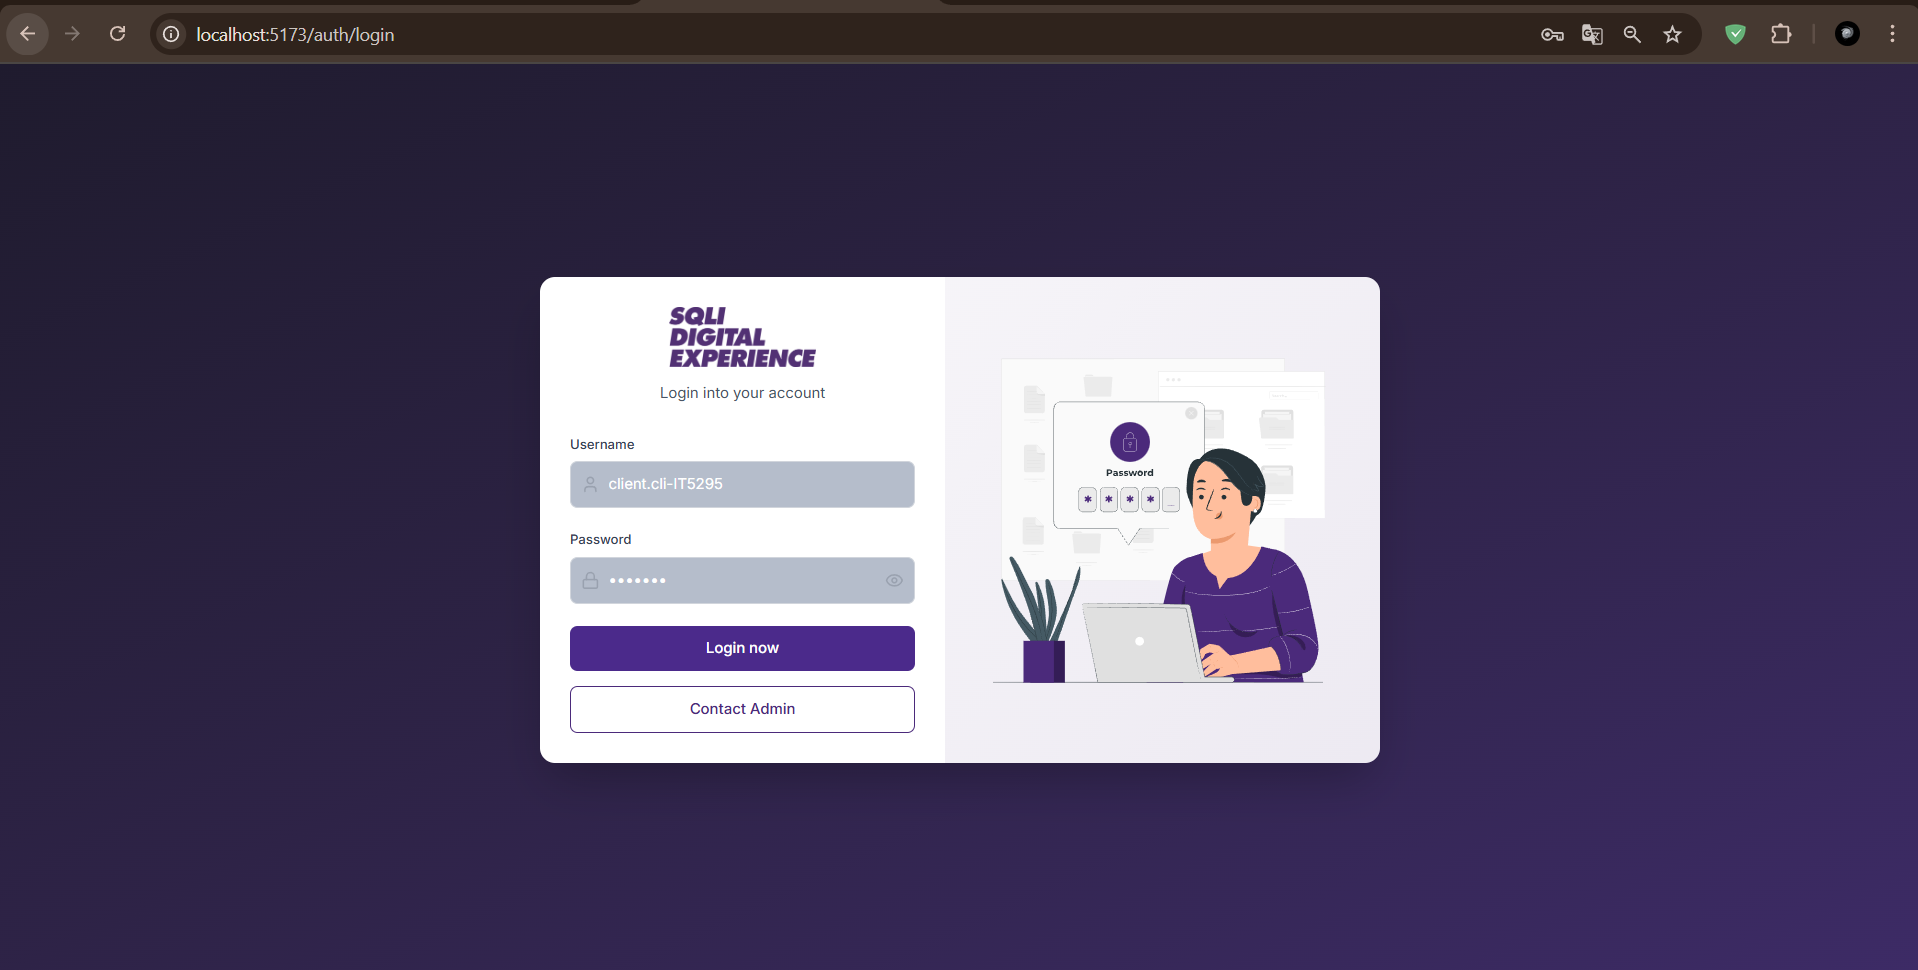 localhost:5173/auth/login
SQLI
DIGITAL
EXPERIENCE
Login into your account
Username
client.cli-IT5295
Password
•••••••
Login now
Contact Admin
Password
* * * * _